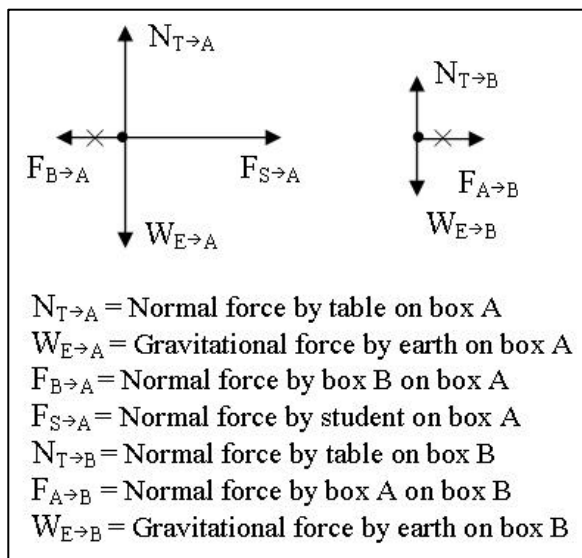 N_T→A
N_T→B
F_B→A
F_S→A
F_A→B
W_E→A
W_E→B
N_T→A = Normal force by table on box A
W_E→A = Gravitational force by earth on box A
F_B→A = Normal force by box B on box A
F_S→A = Normal force by student on box A
N_T→B = Normal force by table on box B
F_A→B = Normal force by box A on box B
W_E→B = Gravitational force by earth on box B